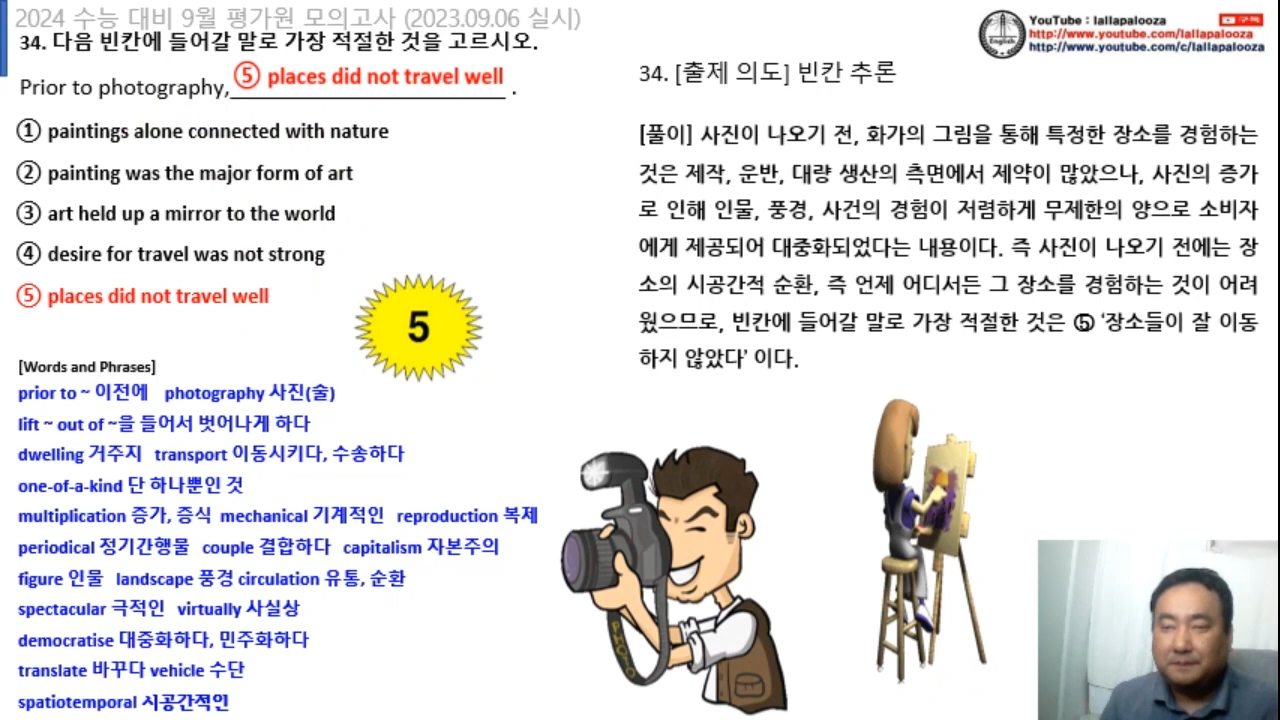 2024 수능 대비 9월 평가원 모의고사 (2023.09.06 실시)
34. 다음 빈칸에 들어갈 말로 가장 적절한 것을 고르시오.
Prior to photography, ⑤ places did not travel well .
① paintings alone connected with nature
② painting was the major form of art
③ art held up a mirror to the world
④ desire for travel was not strong
⑤ places did not travel well
5
[Words and Phrases]
prior to ~ 이전에 photography 사진(술)
lift ~ out of ~을 들어서 벗어나게 하다
dwelling 거주지 transport 이동시키다, 수송하다
one-of-a-kind 단 하나뿐인 것
multiplication 증가, 증식 mechanical 기계적인 reproduction 복제
periodical 정기간행물 couple 결합하다 capitalism 자본주의
figure 인물 landscape 풍경 circulation 유통, 순환
spectacular 극적인 virtually 사실상
democratise 대중화하다, 민주화하다
translate 바꾸다 vehicle 수단
spatiotemporal 시공간적인
English
YouTube : lallapalooza
구독
http://www.youtube.com/lallapalooza
http://www.youtube.com/c/lallapalooza
34. [출제 의도] 빈칸 추론
[풀이] 사진이 나오기 전, 화가의 그림을 통해 특정한 장소를 경험하는
것은 제작, 운반, 대량 생산의 측면에서 제약이 많았으나, 사진의 증가
로 인해 인물, 풍경, 사건의 경험이 저렴하게 무제한의 양으로 소비자
에게 제공되어 대중화되었다는 내용이다. 즉 사진이 나오기 전에는 장
소의 시공간적 순환, 즉 언제 어디서든 그 장소를 경험하는 것이 어려
웠으므로, 빈칸에 들어갈 말로 가장 적절한 것은 ⑤ ‘장소들이 잘 이동
하지 않았다’ 이다.
PHOTO